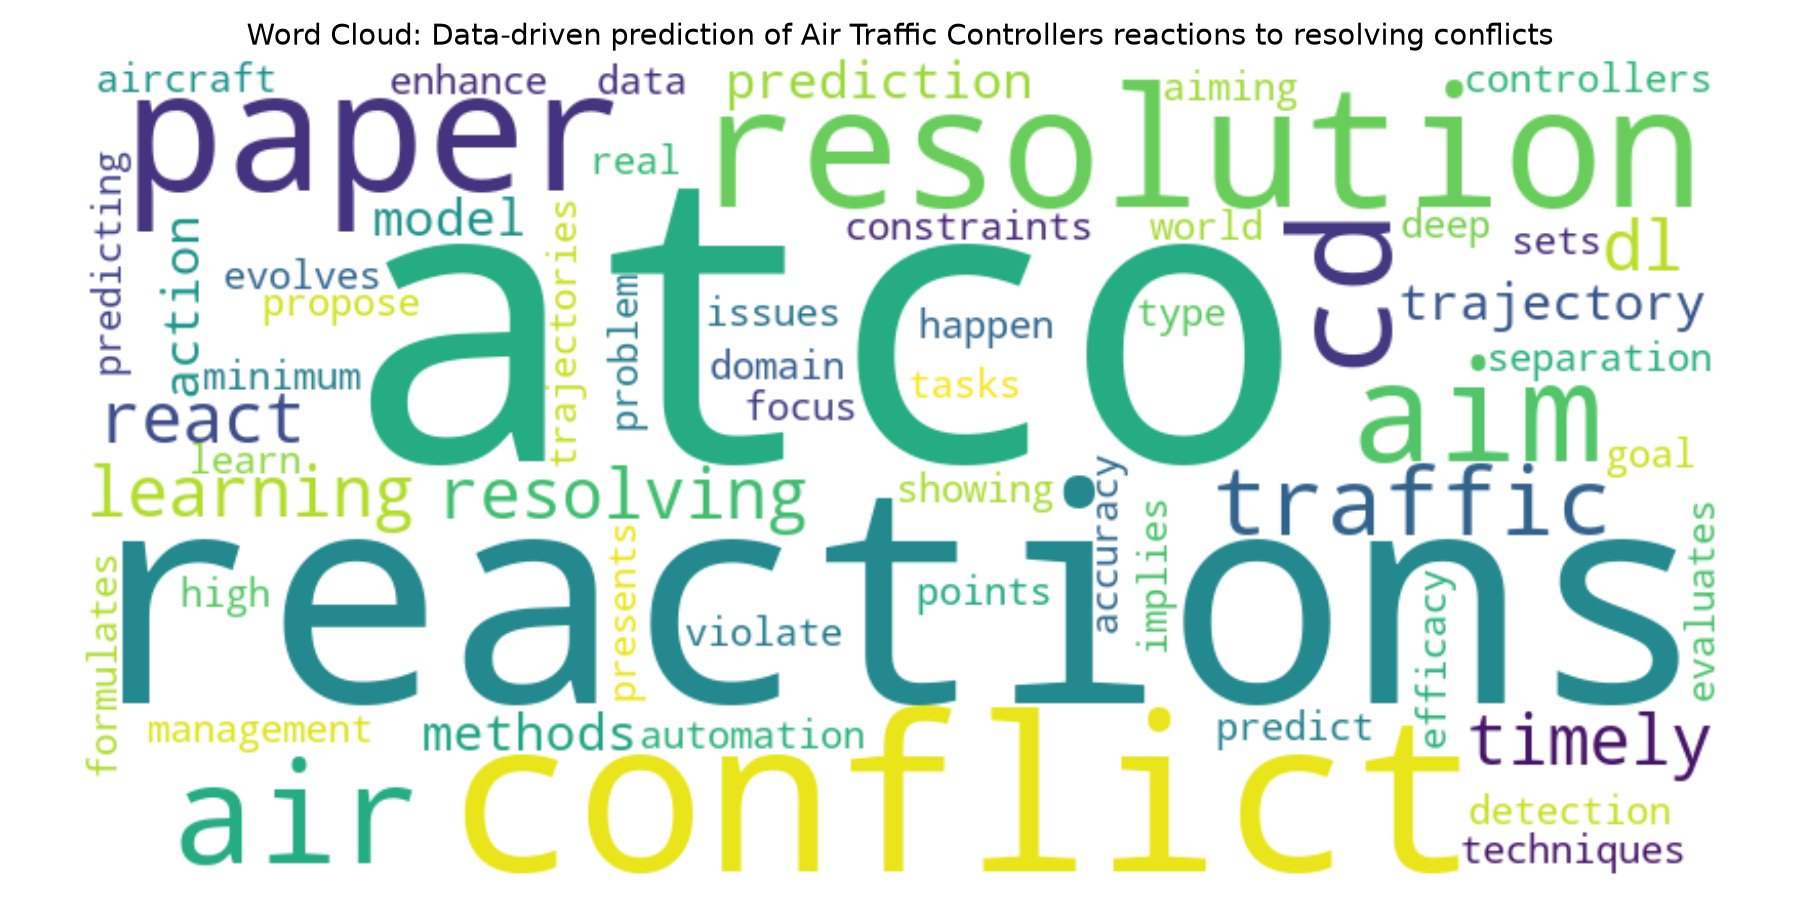 Word Cloud: Data-driven prediction of Air Traffic Controllers reactions to resolving conflicts
aircraft
enhance
data
prediction
aiming
controllers
paper
resolution
real
predicting
action
model
trajectories
constraints
world
cd
deep
sets
dl
evolves
propose
atco
problem
issues
happen
type
trajectory
minimum
domain
tasks
focus
separation
react
aim
learn
goal
learning
resolving
showing
accuracy
traffic
implies
evaluates
formulates
high
reactions
presents
violate
points
efficacy
management
methods
automation
predict
timely
air
conflict
detection
techniques